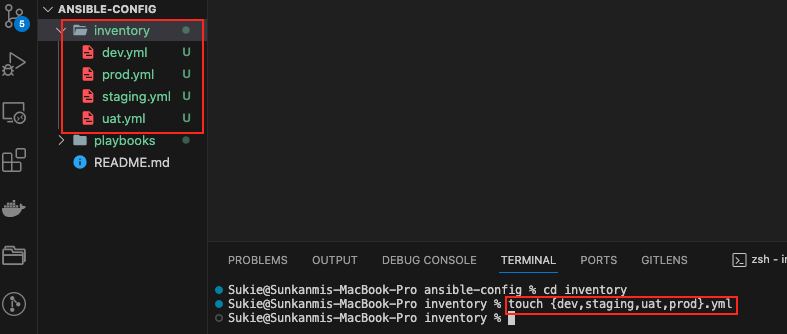 5
ANSIBLE-CONFIG
inventory
dev.yml U
prod.yml U
staging.yml U
uat.yml U
playbooks
README.md
PROBLEMS OUTPUT DEBUG CONSOLE TERMINAL PORTS GITLENS zsh - in
Sukie@Sunkanmis-MacBook-Pro ansible-config % cd inventory
Sukie@Sunkanmis-MacBook-Pro inventory % touch {dev,staging,uat,prod}.yml
Sukie@Sunkanmis-MacBook-Pro inventory %